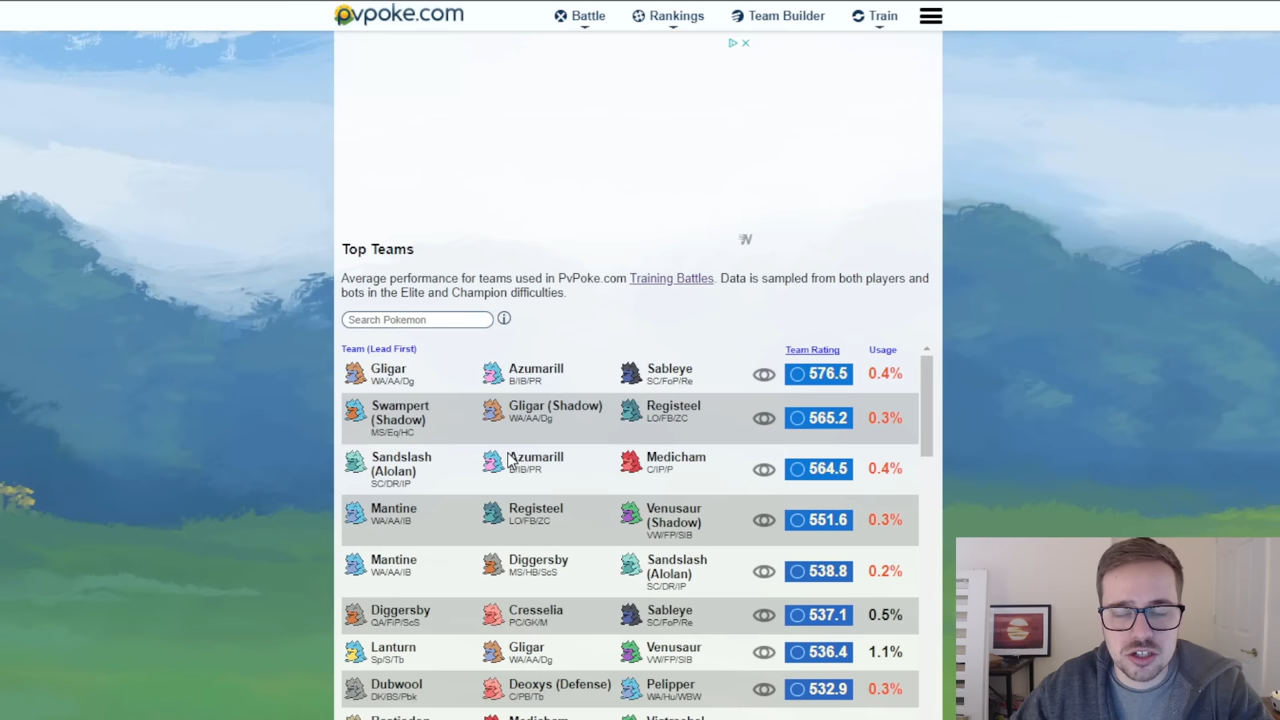 pvpoke.com Battle Rankings Team Builder Train
Top Teams
Average performance for teams used in PvPoke.com Training Battles. Data is sampled from both players and
bots in the Elite and Champion difficulties.
Search Pokemon
Team (Lead First) Team Rating Usage
Gligar Azumarill Sableye 576.5 0.4%
WA/AA/Dg B/IB/PR SC/FoP/Re
Swampert Gligar (Shadow) Registeel 565.2 0.3%
(Shadow) WA/AA/Dg LO/FB/ZC
MS/Eq/HC
Sandslash Azumarill Medicham 564.5 0.4%
(Alolan) B/IB/PR C/IP/P
SC/DR/IP
Mantine Registeel Venusaur 551.6 0.3%
WA/AA/IB LO/FB/ZC (Shadow)
VW/FP/SlB
Mantine Diggersby Sandslash 538.8 0.2%
WA/AA/IB MS/HB/ScS (Alolan)
SC/DR/IP
Diggersby Cresselia Sableye 537.1 0.5%
QA/FiP/ScS PC/GK/M SC/FoP/Re
Lanturn Gligar Venusaur 536.4 1.1%
Sp/S/Tb WA/AA/Dg VW/FP/SlB
Dubwool Deoxys (Defense) Pelipper 532.9 0.3%
DK/BS/Pbk C/PB/Tb WA/Hu/WBW
Bastiodon Medicham Victreebel